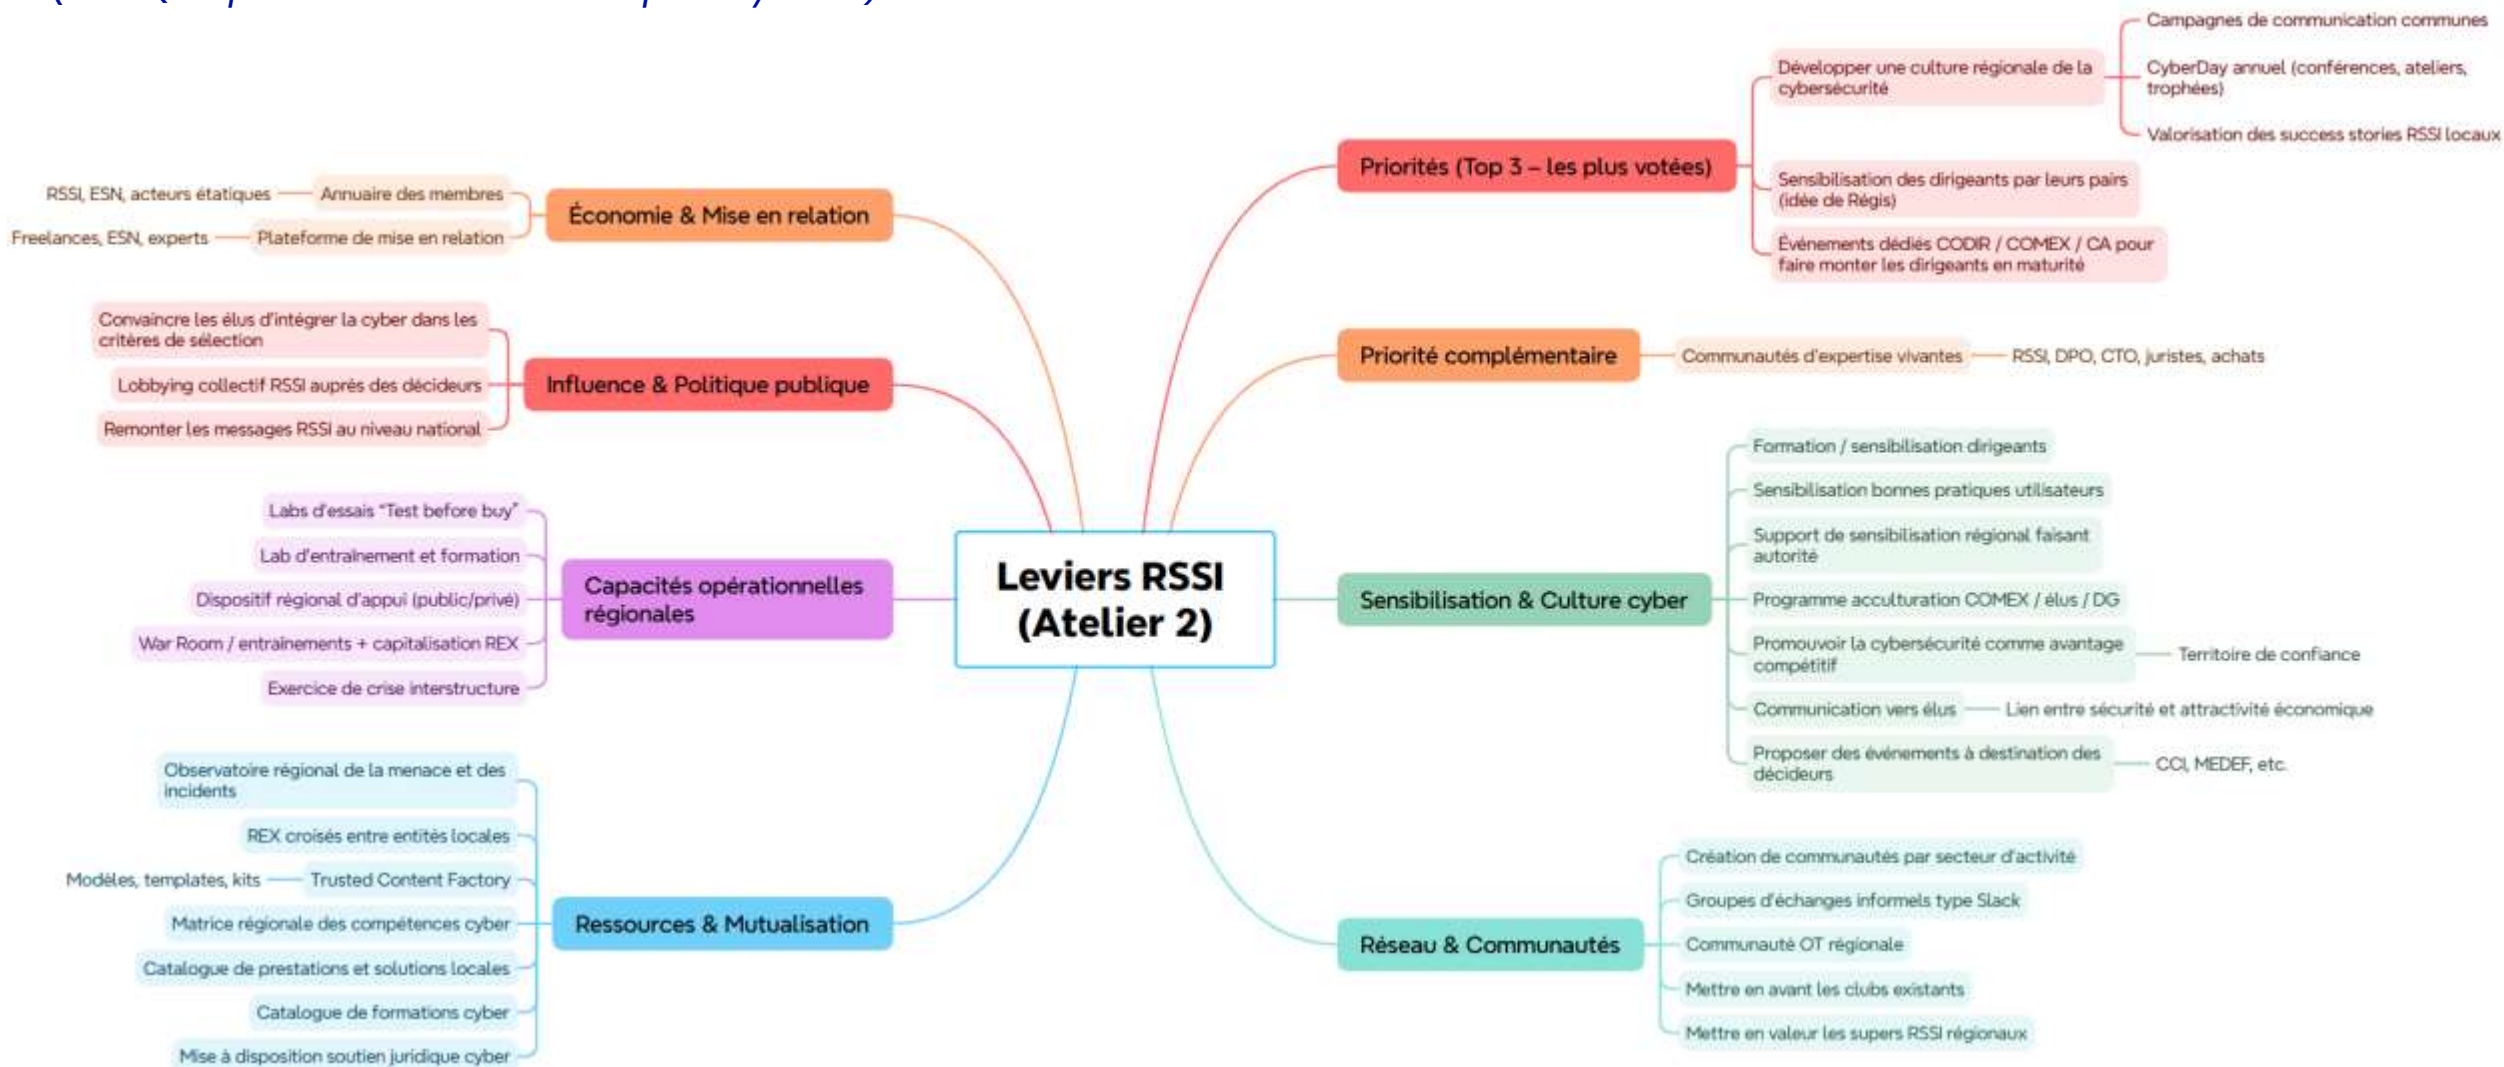 Leviers RSSI
(Atelier 2)
Priorités (Top 3 – les plus votées)
Développer une culture régionale de la
cybersécurité
Campagnes de communication communes
CyberDay annuel (conférences, ateliers,
trophées)
Valorisation des success stories RSSI locaux
Sensibilisation des dirigeants par leurs pairs
(idée de Régis)
Événements dédiés CODIR / COMEX / CA pour
faire monter les dirigeants en maturité
Priorité complémentaire
Communautés d'expertise vivantes
RSSI, DPO, CTO, juristes, achats
Sensibilisation & Culture cyber
Formation / sensibilisation dirigeants
Sensibilisation bonnes pratiques utilisateurs
Support de sensibilisation régional faisant
autorité
Programme acculturation COMEX / élus / DG
Promouvoir la cybersécurité comme avantage
compétitif
Territoire de confiance
Communication vers élus
Lien entre sécurité et attractivité économique
Proposer des événements à destination des
décideurs
CCI, MEDEF, etc.
Réseau & Communautés
Création de communautés par secteur d'activité
Groupes d'échanges informels type Slack
Communauté OT régionale
Mettre en avant les clubs existants
Mettre en valeur les supers RSSI régionaux
Économie & Mise en relation
Annuaire des membres
RSSI, ESN, acteurs étatiques
Plateforme de mise en relation
Freelances, ESN, experts
Influence & Politique publique
Convaincre les élus d'intégrer la cyber dans les
critères de sélection
Lobbying collectif RSSI auprès des décideurs
Remonter les messages RSSI au niveau national
Capacités opérationnelles
régionales
Labs d'essais “Test before buy”
Lab d'entraînement et formation
Dispositif régional d'appui (public/privé)
War Room / entraînements + capitalisation REX
Exercice de crise interstructure
Ressources & Mutualisation
Observatoire régional de la menace et des
incidents
REX croisés entre entités locales
Trusted Content Factory
Modèles, templates, kits
Matrice régionale des compétences cyber
Catalogue de prestations et solutions locales
Catalogue de formations cyber
Mise à disposition soutien juridique cyber